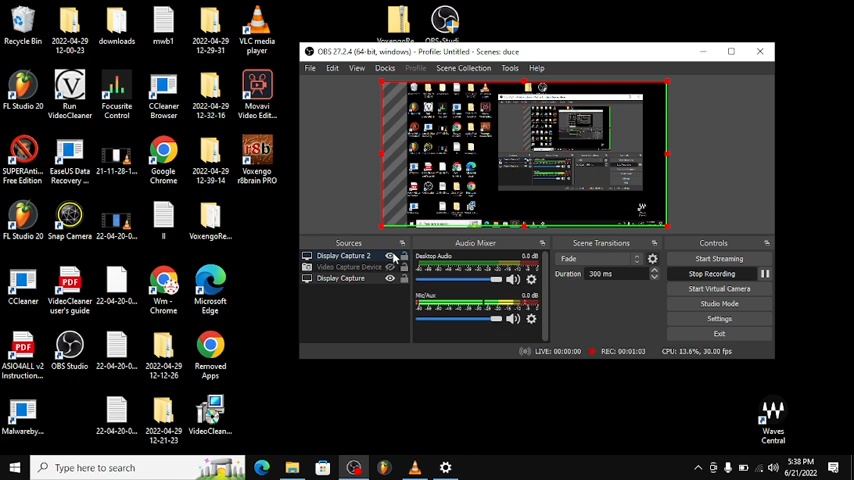 Recycle Bin
2022-04-29 12-00-23
downloads
mwb1
2022-04-29 12-29-31
VLC media player
VoxengoRe...
OBS-Studi...
FL Studio 20
Run VideoCleaner
Focusrite Control
CCleaner Browser
2022-04-29 12-32-16
Movavi Video Edit...
SUPERAnti... Free Edition
EaseUS Data Recovery ...
21-11-28-1...
Google Chrome
2022-04-29 12-39-14
Voxengo r8brain PRO
FL Studio 20
Snap Camera
22-04-20-0...
ll
VoxengoRe...
CCleaner
VideoCleaner user's guide
22-04-20-0...
Wm - Chrome
Microsoft Edge
ASIO4ALL v2 Instruction...
OBS Studio
22-04-20-0...
2022-04-29 12-12-26
Removed Apps
Malwareby...
22-04-20-0...
2022-04-29 12-21-23
VideoClean...
Waves Central
OBS 27.2.4 (64-bit, windows) - Profile: Untitled - Scenes: duce
File Edit View Docks Profile Scene Collection Tools Help
Sources
Display Capture 2
Video Capture Device
Display Capture
Audio Mixer
Desktop Audio 0.0 dB
Mic/Aux 0.0 dB
Scene Transitions
Fade
Duration 300 ms
Controls
Start Streaming
Stop Recording
Start Virtual Camera
Studio Mode
Settings
Exit
LIVE: 00:00:00 REC: 00:01:03 CPU: 13.6%, 30.00 fps
Type here to search
5:38 PM
6/21/2022